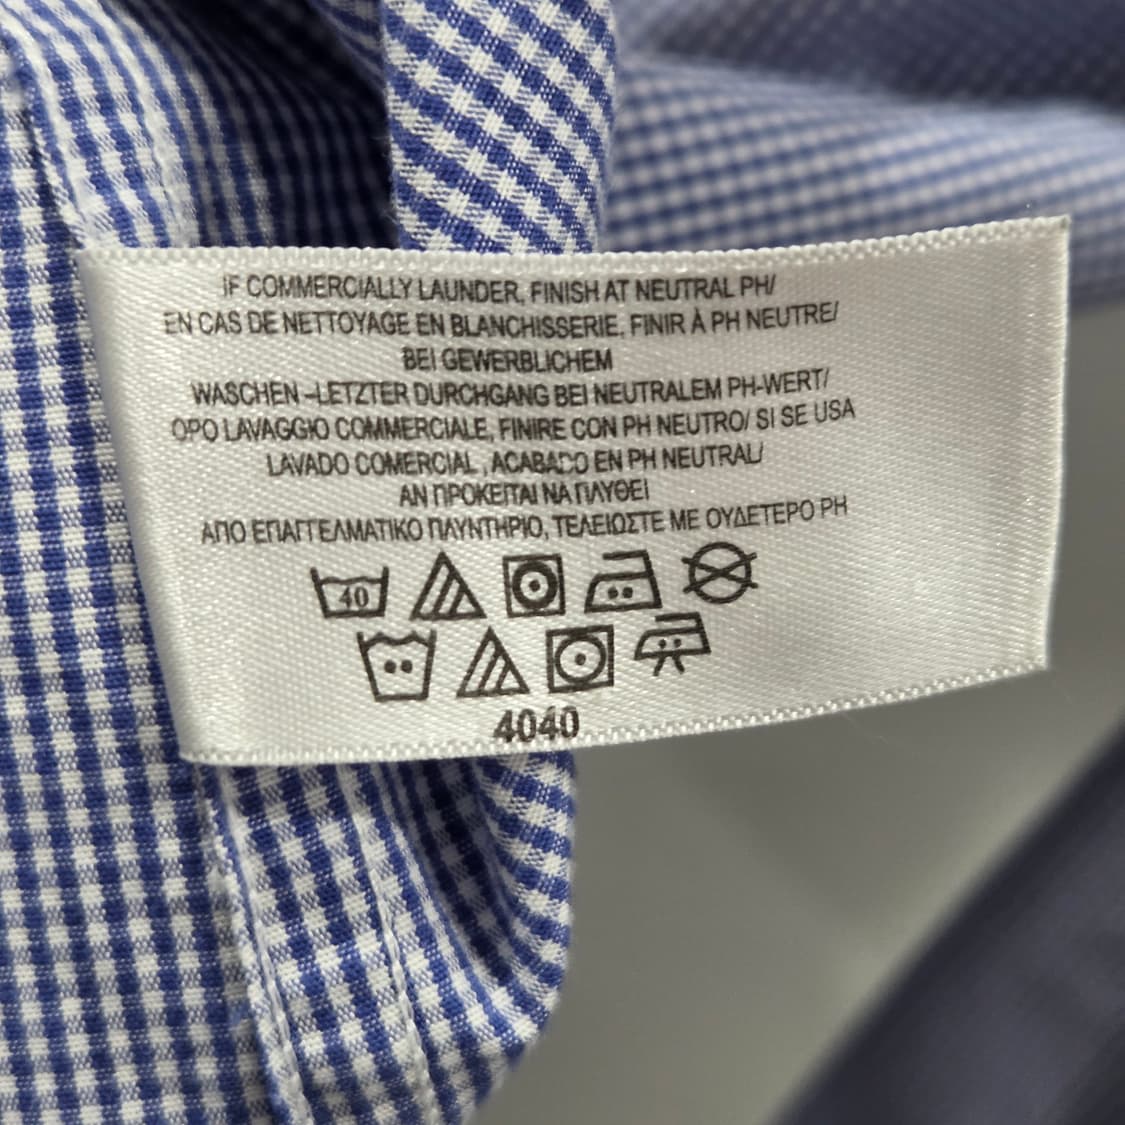 IF COMMERCIALLY LAUNDER, FINISH AT NEUTRAL PH/
EN CAS DE NETTOYAGE EN BLANCHISSERIE, FINIR À PH NEUTRE/
BEI GEWERBLICHEM
WASCHEN –LETZTER DURCHGANG BEI NEUTRALEM PH-WERT/
OPO LAVAGGIO COMMERCIALE, FINIRE CON PH NEUTRO/ SI SE USA
LAVADO COMERCIAL , ACABADO EN PH NEUTRAL/
ΑΝ ΠΡΟΚΕΙΤΑΙ ΝΑ ΠΛΥΘΕΙ
ΑΠΟ ΕΠΑΓΓΕΛΜΑΤΙΚΟ ΠΛΥΝΤΗΡΙΟ, ΤΕΛΕΙΩΣΤΕ ΜΕ ΟΥΔΕΤΕΡΟ PH
40
4040